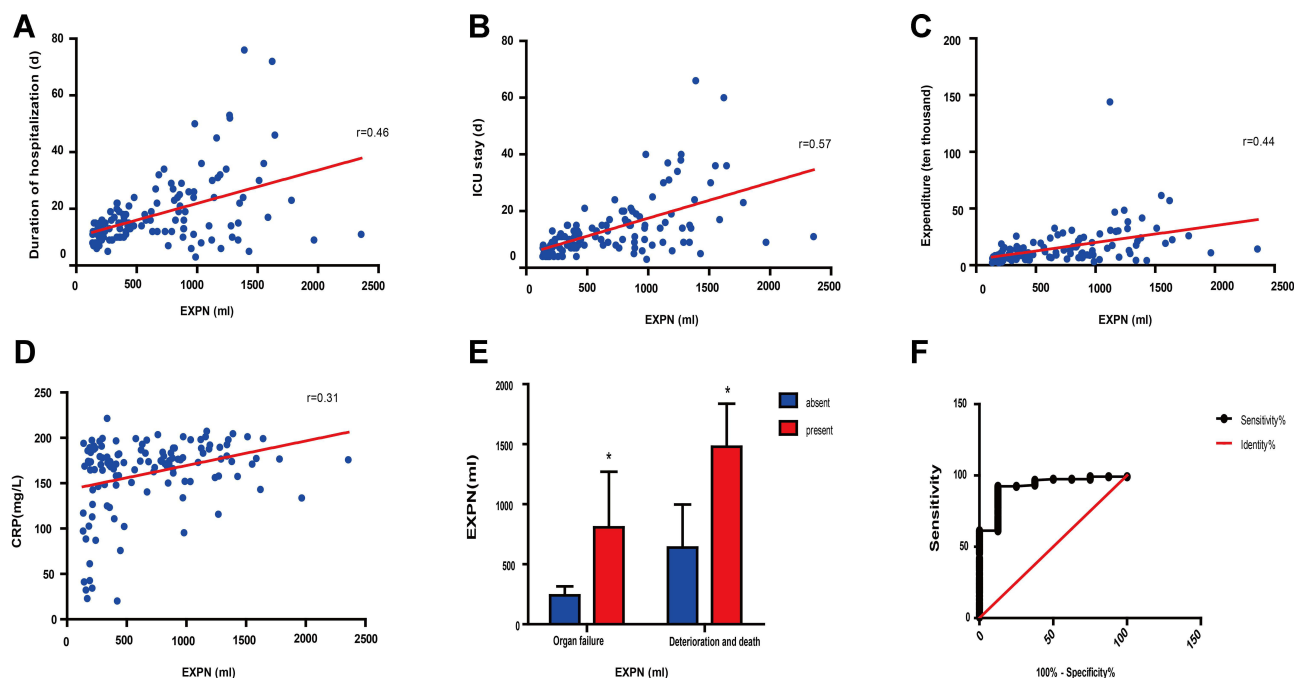 A
Duration of hospitalization (d)
80
60
40
20
0
r=0.46
0 500 1000 1500 2000 2500
EXPN (ml)
B
ICU stay (d)
80
60
40
20
0
r=0.57
0 500 1000 1500 2000 2500
EXPN (ml)
C
Expenditure (ten thousand)
200
150
100
50
0
r=0.44
0 500 1000 1500 2000 2500
EXPN (ml)
D
CRP(mg/L)
250
200
150
100
50
0
r=0.31
0 500 1000 1500 2000 2500
EXPN (ml)
E
EXPN(ml)
2000
1500
1000
500
0
*
*
absent
present
Organ failure Deterioration and death
EXPN (ml)
F
Sensitivity
150
100
50
0
Sensitivity%
Identity%
0 50 100 150
100% - Specificity%